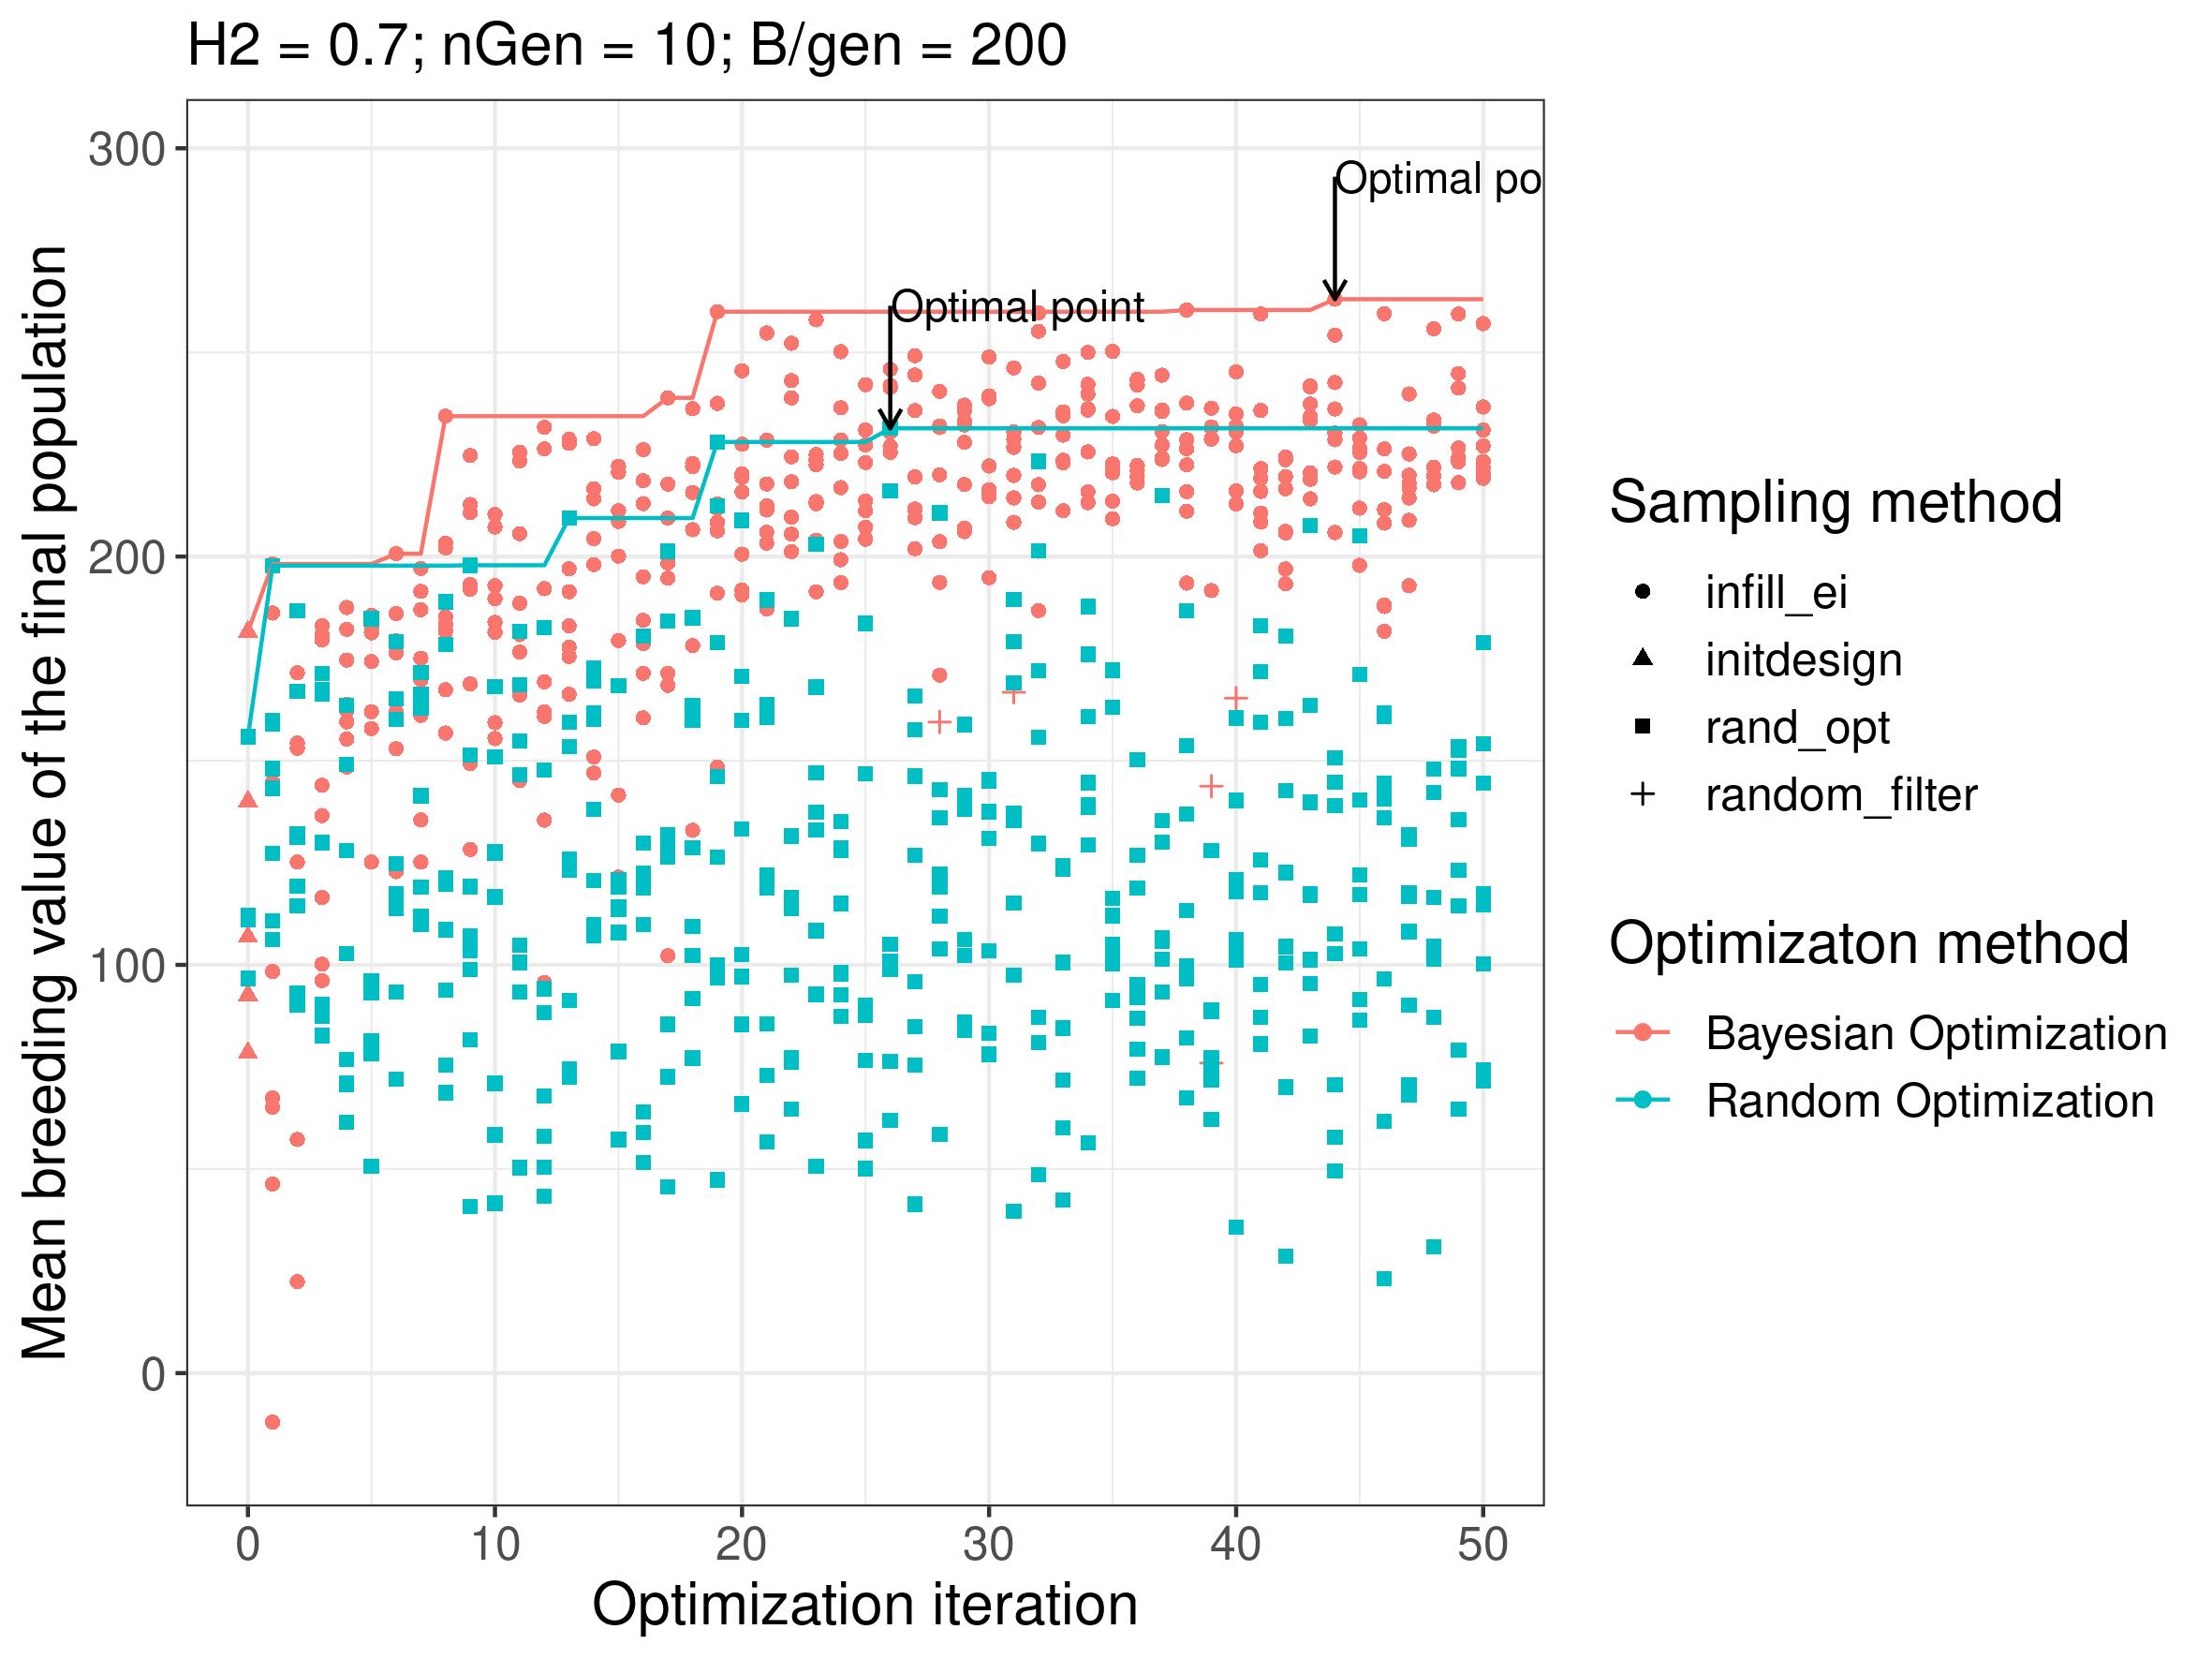 H2 = 0.7; nGen = 10; B/gen = 200
Mean breeding value of the final population
300
200
100
0
Optimal po
Optimal point
0 10 20 30 40 50
Optimization iteration
Sampling method
infill_ei
initdesign
rand_opt
random_filter
Optimizaton method
Bayesian Optimization
Random Optimization